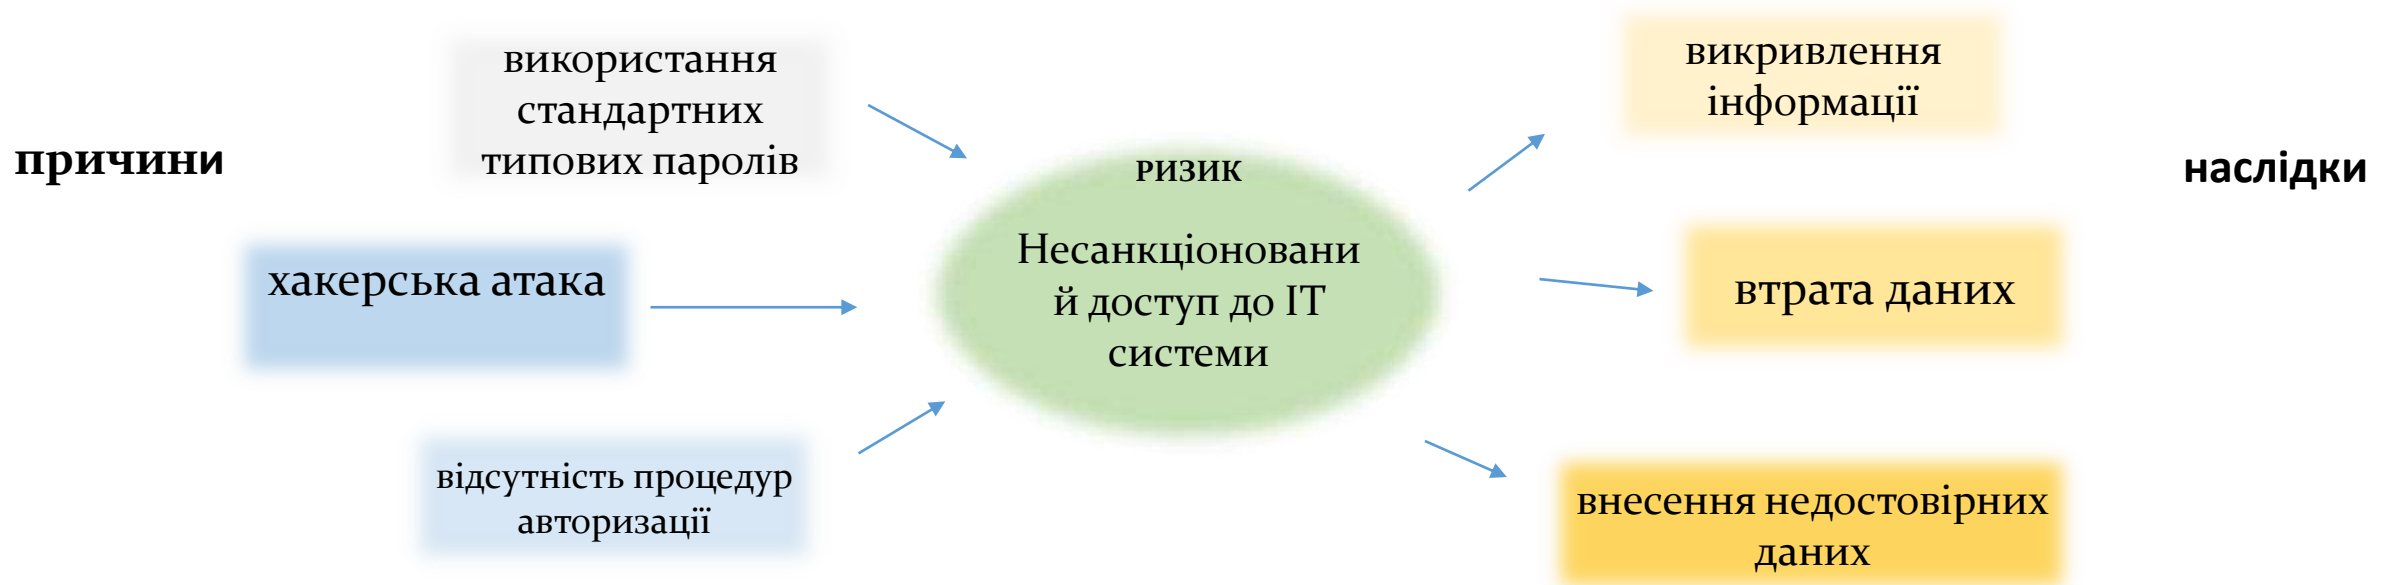 причини
використання
стандартних
типових паролів
хакерська атака
відсутність процедур
авторизації
ризик
Несанкціоновани
й доступ до ІТ
системи
викривлення
інформації
втрата даних
внесення недостовірних
даних
наслідки